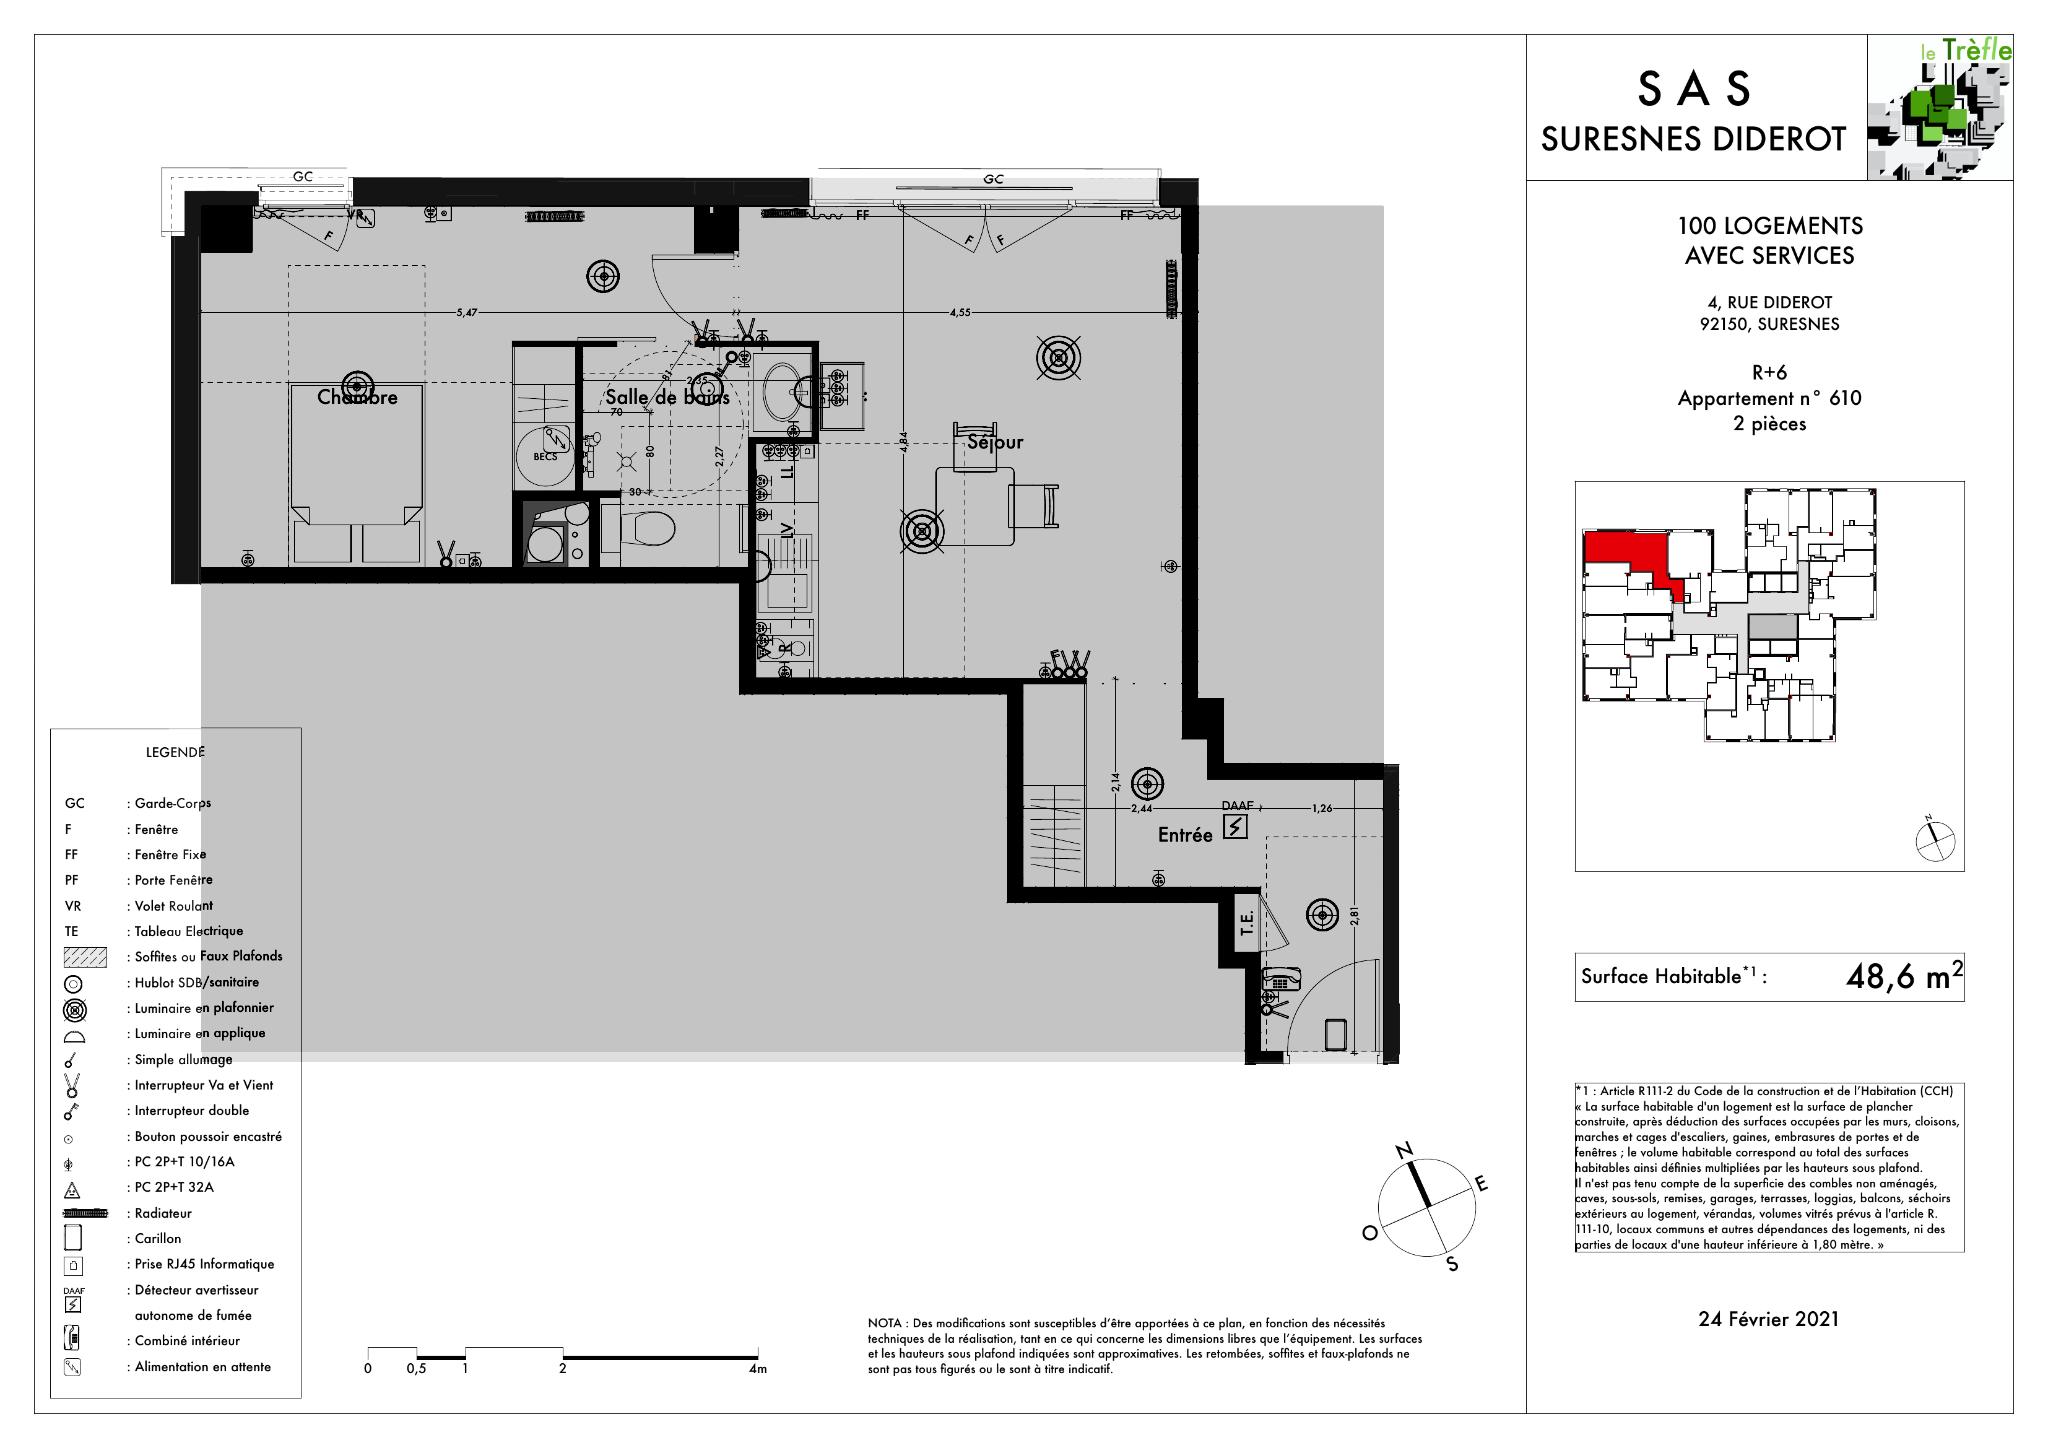 le Trèfle
S A S
SURESNES DIDEROT
100 LOGEMENTS
AVEC SERVICES
4, RUE DIDEROT
92150, SURESNES
R+6
Appartement n° 610
2 pièces
N
Surface Habitable*1 : 48,6 m2
*1 : Article R111-2 du Code de la construction et de l'Habitation (CCH)
« La surface habitable d'un logement est la surface de plancher
construite, après déduction des surfaces occupées par les murs, cloisons,
marches et cages d'escaliers, gaines, embrasures de portes et de
fenêtres ; le volume habitable correspond au total des surfaces
habitables ainsi définies multipliées par les hauteurs sous plafond.
Il n'est pas tenu compte de la superficie des combles non aménagés,
caves, sous-sols, remises, garages, terrasses, loggias, balcons, séchoirs
extérieurs au logement, vérandas, volumes vitrés prévus à l'article R.
111-10, locaux communs et autres dépendances des logements, ni des
parties de locaux d'une hauteur inférieure à 1,80 mètre. »
24 Février 2021
GC
GC
VR
F
FF
F
F
FF
5,47
4,55
81
2,35
Chambre
Salle de bains
70
80
2,27
30
BECS
4,84
Séjour
LL
LV
R
2,14
2,44
DAAF
1,26
Entrée
T.E.
2,81
LEGENDE
GC : Garde-Corps
F : Fenêtre
FF : Fenêtre Fixe
PF : Porte Fenêtre
VR : Volet Roulant
TE : Tableau Electrique
: Soffites ou Faux Plafonds
: Hublot SDB/sanitaire
: Luminaire en plafonnier
: Luminaire en applique
: Simple allumage
: Interrupteur Va et Vient
: Interrupteur double
: Bouton poussoir encastré
: PC 2P+T 10/16A
: PC 2P+T 32A
: Radiateur
: Carillon
: Prise RJ45 Informatique
DAAF : Détecteur avertisseur
autonome de fumée
: Combiné intérieur
: Alimentation en attente
0 0,5 1 2 4m
NOTA : Des modifications sont susceptibles d'être apportées à ce plan, en fonction des nécessités
techniques de la réalisation, tant en ce qui concerne les dimensions libres que l'équipement. Les surfaces
et les hauteurs sous plafond indiquées sont approximatives. Les retombées, soffites et faux-plafonds ne
sont pas tous figurés ou le sont à titre indicatif.
N
E
O
S